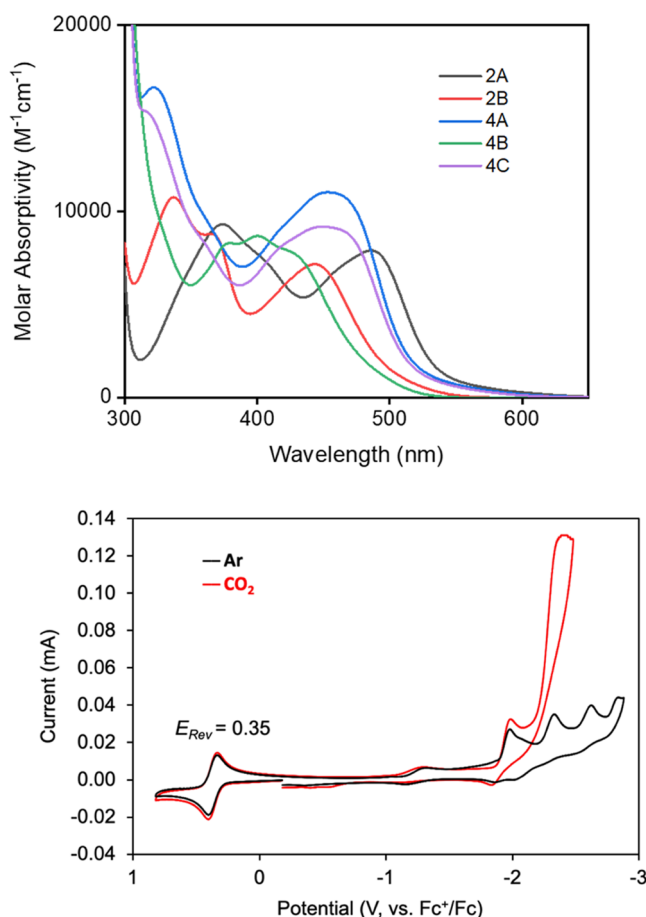 20000
10000
0
Molar Absorptivity (M⁻¹cm⁻¹)
2A
2B
4A
4B
4C
300
400
500
600
Wavelength (nm)
0.14
0.12
0.10
0.08
0.06
0.04
0.02
0.00
-0.02
-0.04
Current (mA)
Ar
CO₂
E_Rev = 0.35
1
0
-1
-2
-3
Potential (V, vs. Fc⁺/Fc)